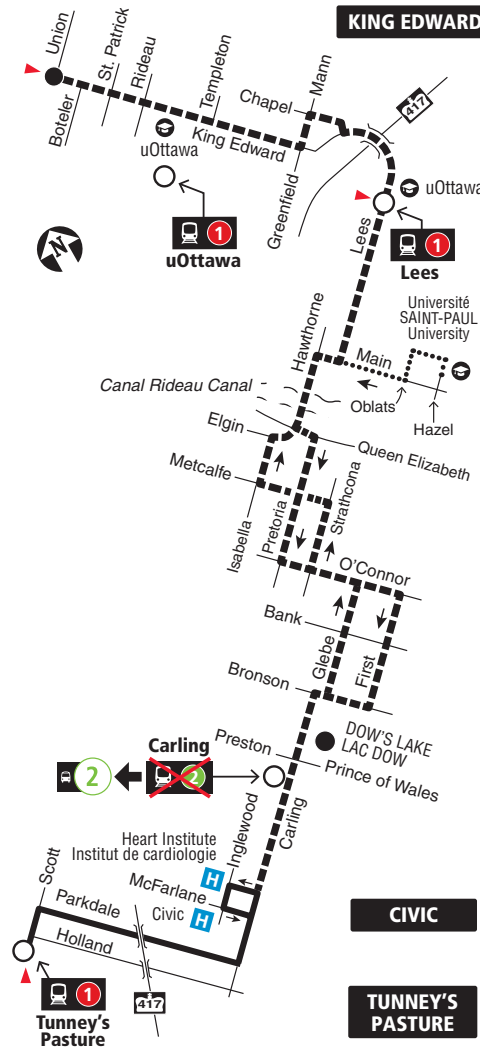 KING EDWARD
Union
St. Patrick
Rideau
Boteler
Templeton
King Edward
Chapel
Mann
417
Greenfield
uOttawa
1
uOttawa
uOttawa
Lees
1
Lees
N
Université
SAINT-PAUL
University
Hawthorne
Main
Oblats
Hazel
Canal Rideau Canal
Elgin
Queen Elizabeth
Metcalfe
Isabella
Pretoria
Strathcona
O'Connor
Bank
Glebe
First
Bronson
DOW'S LAKE
LAC DOW
Carling
2
2
Preston
Prince of Wales
Inglewood
Carling
Heart Institute
Institut de cardiologie
H
McFarlane
Civic
H
Scott
Parkdale
Holland
417
1
Tunney's
Pasture
CIVIC
TUNNEY'S
PASTURE